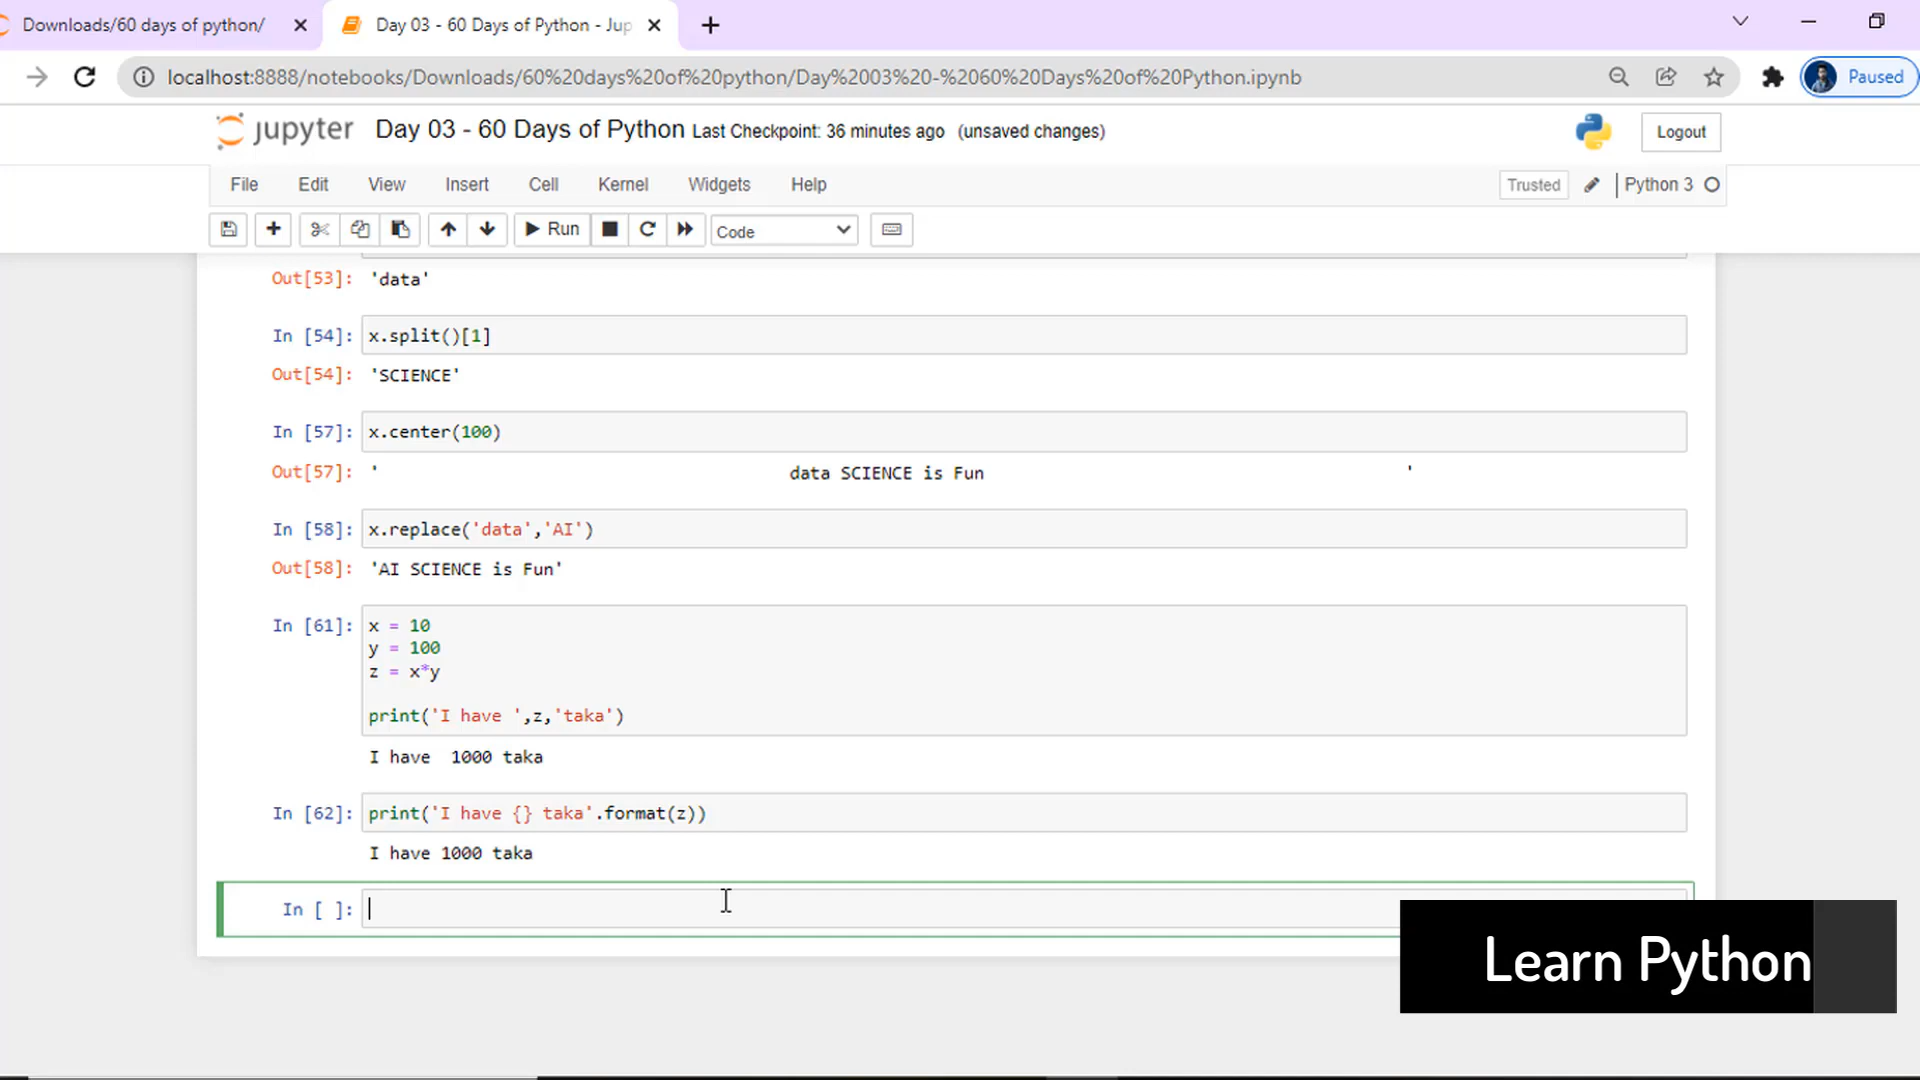 Downloads/60 days of python/
Day 03 - 60 Days of Python - Jup
localhost:8888/notebooks/Downloads/60%20days%20of%20python/Day%2003%20-%2060%20Days%20of%20Python.ipynb
Paused
jupyter Day 03 - 60 Days of Python Last Checkpoint: 36 minutes ago (unsaved changes)
Logout
File Edit View Insert Cell Kernel Widgets Help
Trusted Python 3
Run Code
Out[53]: 'data'
In [54]: x.split()[1]
Out[54]: 'SCIENCE'
In [57]: x.center(100)
Out[57]: '                                         data SCIENCE is Fun                                          '
In [58]: x.replace('data','AI')
Out[58]: 'AI SCIENCE is Fun'
In [61]: x = 10
y = 100
z = x*y
print('I have ',z,'taka')
I have  1000 taka
In [62]: print('I have {} taka'.format(z))
I have 1000 taka
In [ ]:
Learn Python